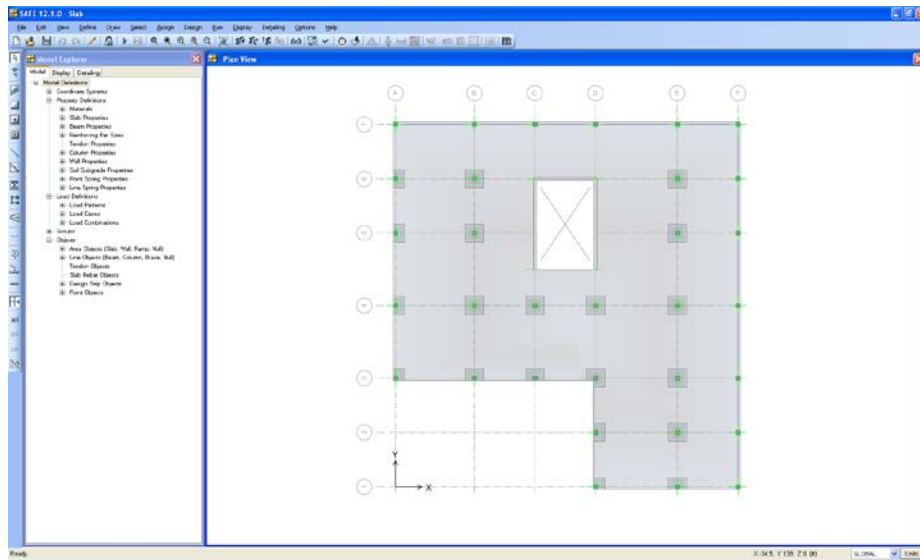 SAFE 12.1.0 - Slab
File Edit View Define Draw Select Assign Design Run Display Detailing Options Help
Model Explorer
Plan View
Model Display Detailing
Model Definitions
Coordinate Systems
Property Definitions
Materials
Slab Properties
Beam Properties
Reinforcing Bar Sizes
Tendon Properties
Column Properties
Wall Properties
Soil Subgrade Properties
Point Spring Properties
Line Spring Properties
Load Definitions
Load Patterns
Load Cases
Load Combinations
Groups
Objects
Area Objects (Slab, Wall, Ramp, Null)
Line Objects (Beam, Column, Brace, Null)
Tendon Objects
Slab Rebar Objects
Design Strip Objects
Point Objects
A B C D E F
Y
X
Ready
GLOBAL